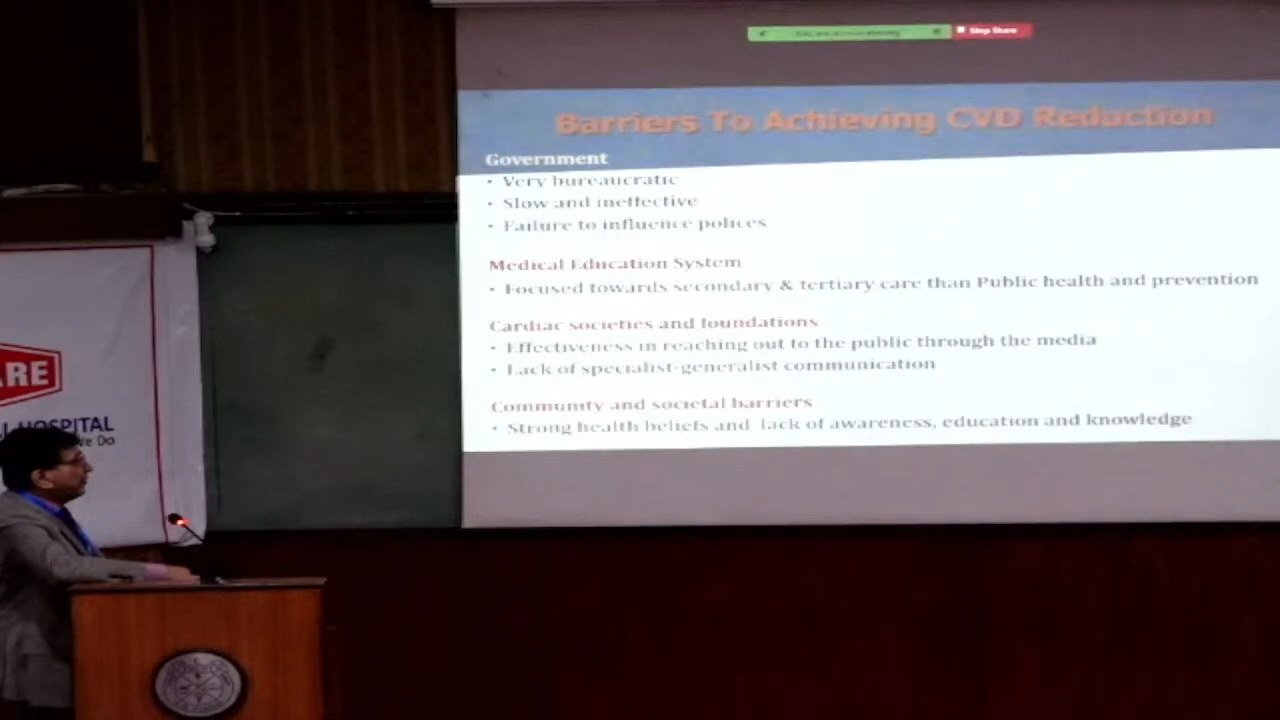 Stop Share
Barriers To Achieving CVD Reduction
Government
• Very bureaucratic
• Slow and ineffective
• Failure to influence polices
Medical Education System
• Focused towards secondary & tertiary care than Public health and prevention
Cardiac societies and foundations
• Effectiveness in reaching out to the public through the media
• Lack of specialist-generalist communication
Community and societal barriers
• Strong health beliefs and lack of awareness, education and knowledge
HOSPITAL
We Do